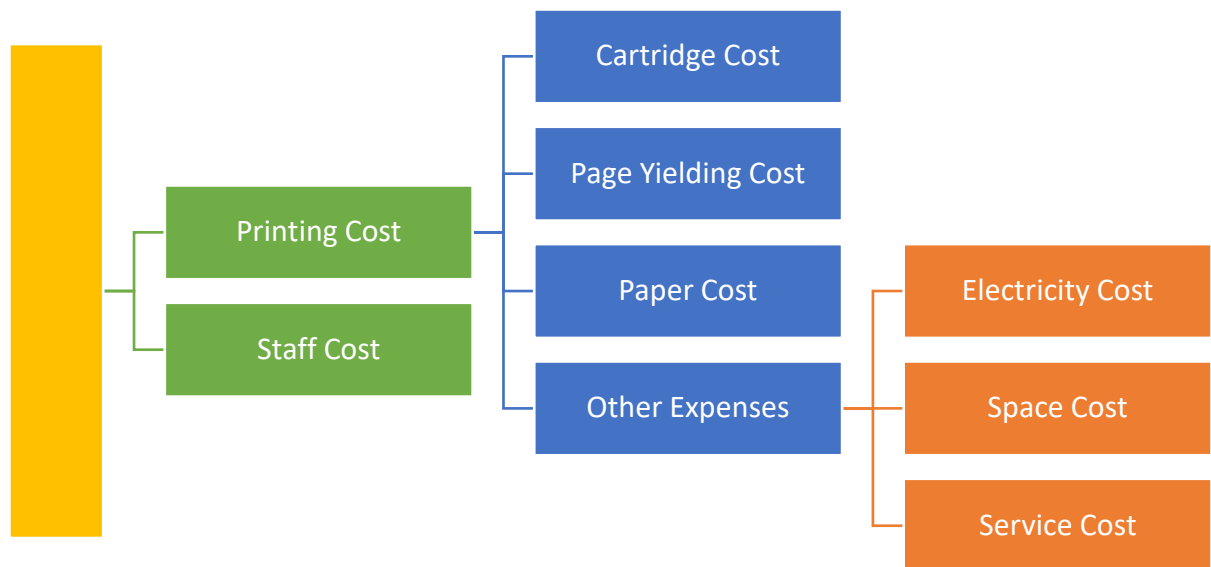 Cartridge Cost
Page Yielding Cost
Printing Cost
Paper Cost
Electricity Cost
Staff Cost
Other Expenses
Space Cost
Service Cost